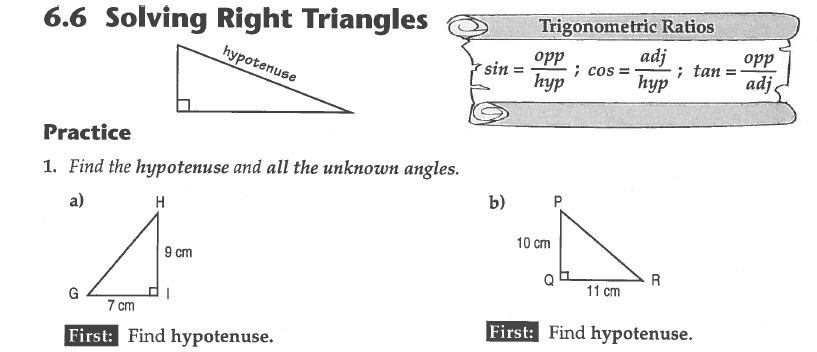 6.6 Solving Right Triangles
hypotenuse
Trigonometric Ratios
sin = opp/hyp ; cos = adj/hyp ; tan = opp/adj
Practice
1. Find the hypotenuse and all the unknown angles.
a)
H
9 cm
G
I
7 cm
First: Find hypotenuse.
b)
P
10 cm
Q
R
11 cm
First: Find hypotenuse.